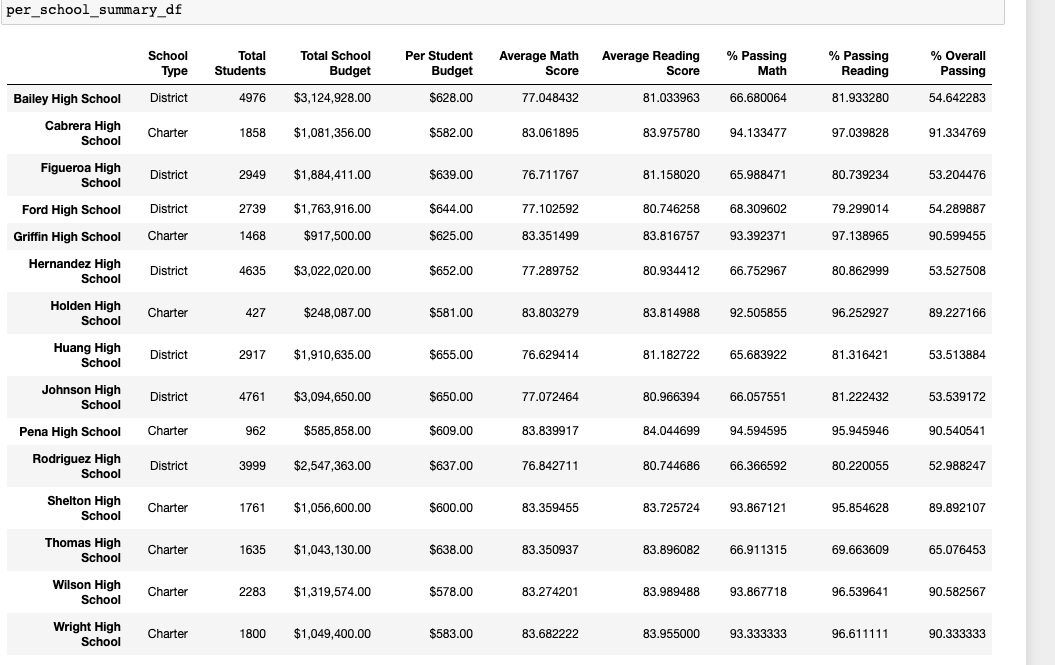 per_school_summary_df
School Type Total Students Total School Budget Per Student Budget Average Math Score Average Reading Score % Passing Math % Passing Reading % Overall Passing
Bailey High School District 4976 $3,124,928.00 $628.00 77.048432 81.033963 66.680064 81.933280 54.642283
Cabrera High School Charter 1858 $1,081,356.00 $582.00 83.061895 83.975780 94.133477 97.039828 91.334769
Figueroa High School District 2949 $1,884,411.00 $639.00 76.711767 81.158020 65.988471 80.739234 53.204476
Ford High School District 2739 $1,763,916.00 $644.00 77.102592 80.746258 68.309602 79.299014 54.289887
Griffin High School Charter 1468 $917,500.00 $625.00 83.351499 83.816757 93.392371 97.138965 90.599455
Hernandez High School District 4635 $3,022,020.00 $652.00 77.289752 80.934412 66.752967 80.862999 53.527508
Holden High School Charter 427 $248,087.00 $581.00 83.803279 83.814988 92.505855 96.252927 89.227166
Huang High School District 2917 $1,910,635.00 $655.00 76.629414 81.182722 65.683922 81.316421 53.513884
Johnson High School District 4761 $3,094,650.00 $650.00 77.072464 80.966394 66.057551 81.222432 53.539172
Pena High School Charter 962 $585,858.00 $609.00 83.839917 84.044699 94.594595 95.945946 90.540541
Rodriguez High School District 3999 $2,547,363.00 $637.00 76.842711 80.744686 66.366592 80.220055 52.988247
Shelton High School Charter 1761 $1,056,600.00 $600.00 83.359455 83.725724 93.867121 95.854628 89.892107
Thomas High School Charter 1635 $1,043,130.00 $638.00 83.350937 83.896082 66.911315 69.663609 65.076453
Wilson High School Charter 2283 $1,319,574.00 $578.00 83.274201 83.989488 93.867718 96.539641 90.582567
Wright High School Charter 1800 $1,049,400.00 $583.00 83.682222 83.955000 93.333333 96.611111 90.333333